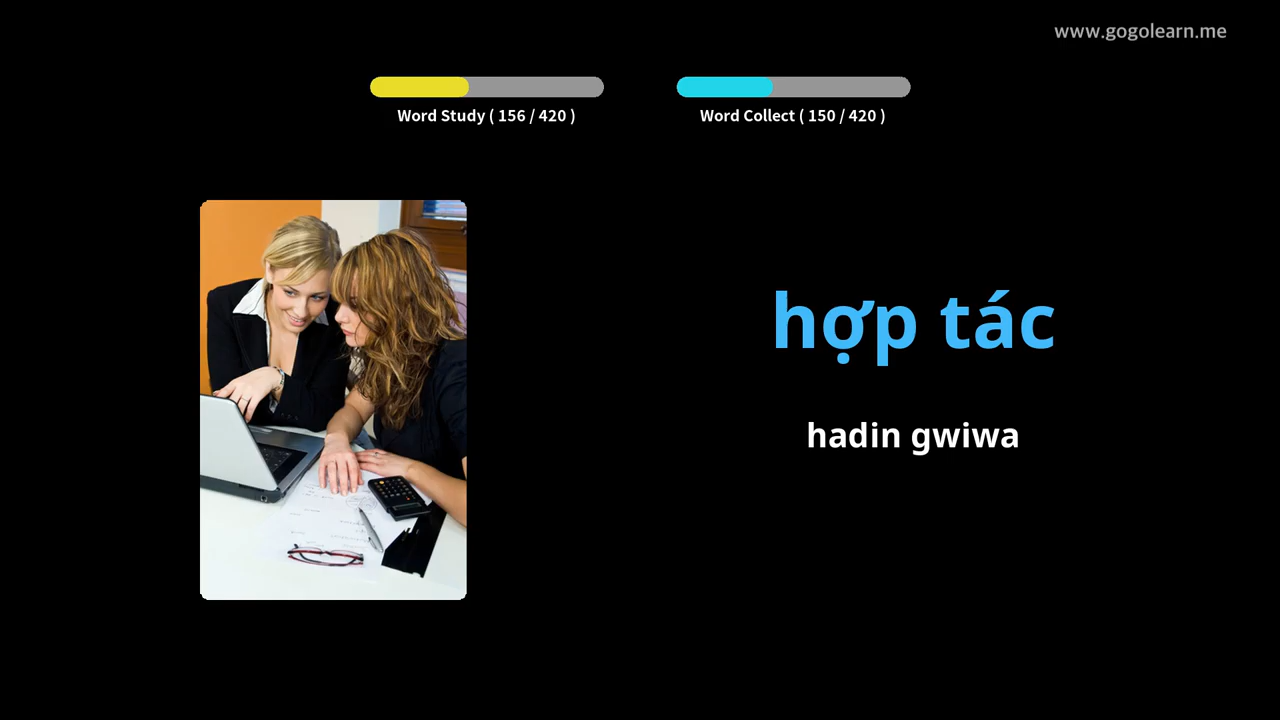 www.gogolearn.me
Word Study ( 156 / 420 )
Word Collect ( 150 / 420 )
hợp tác
hadin gwiwa